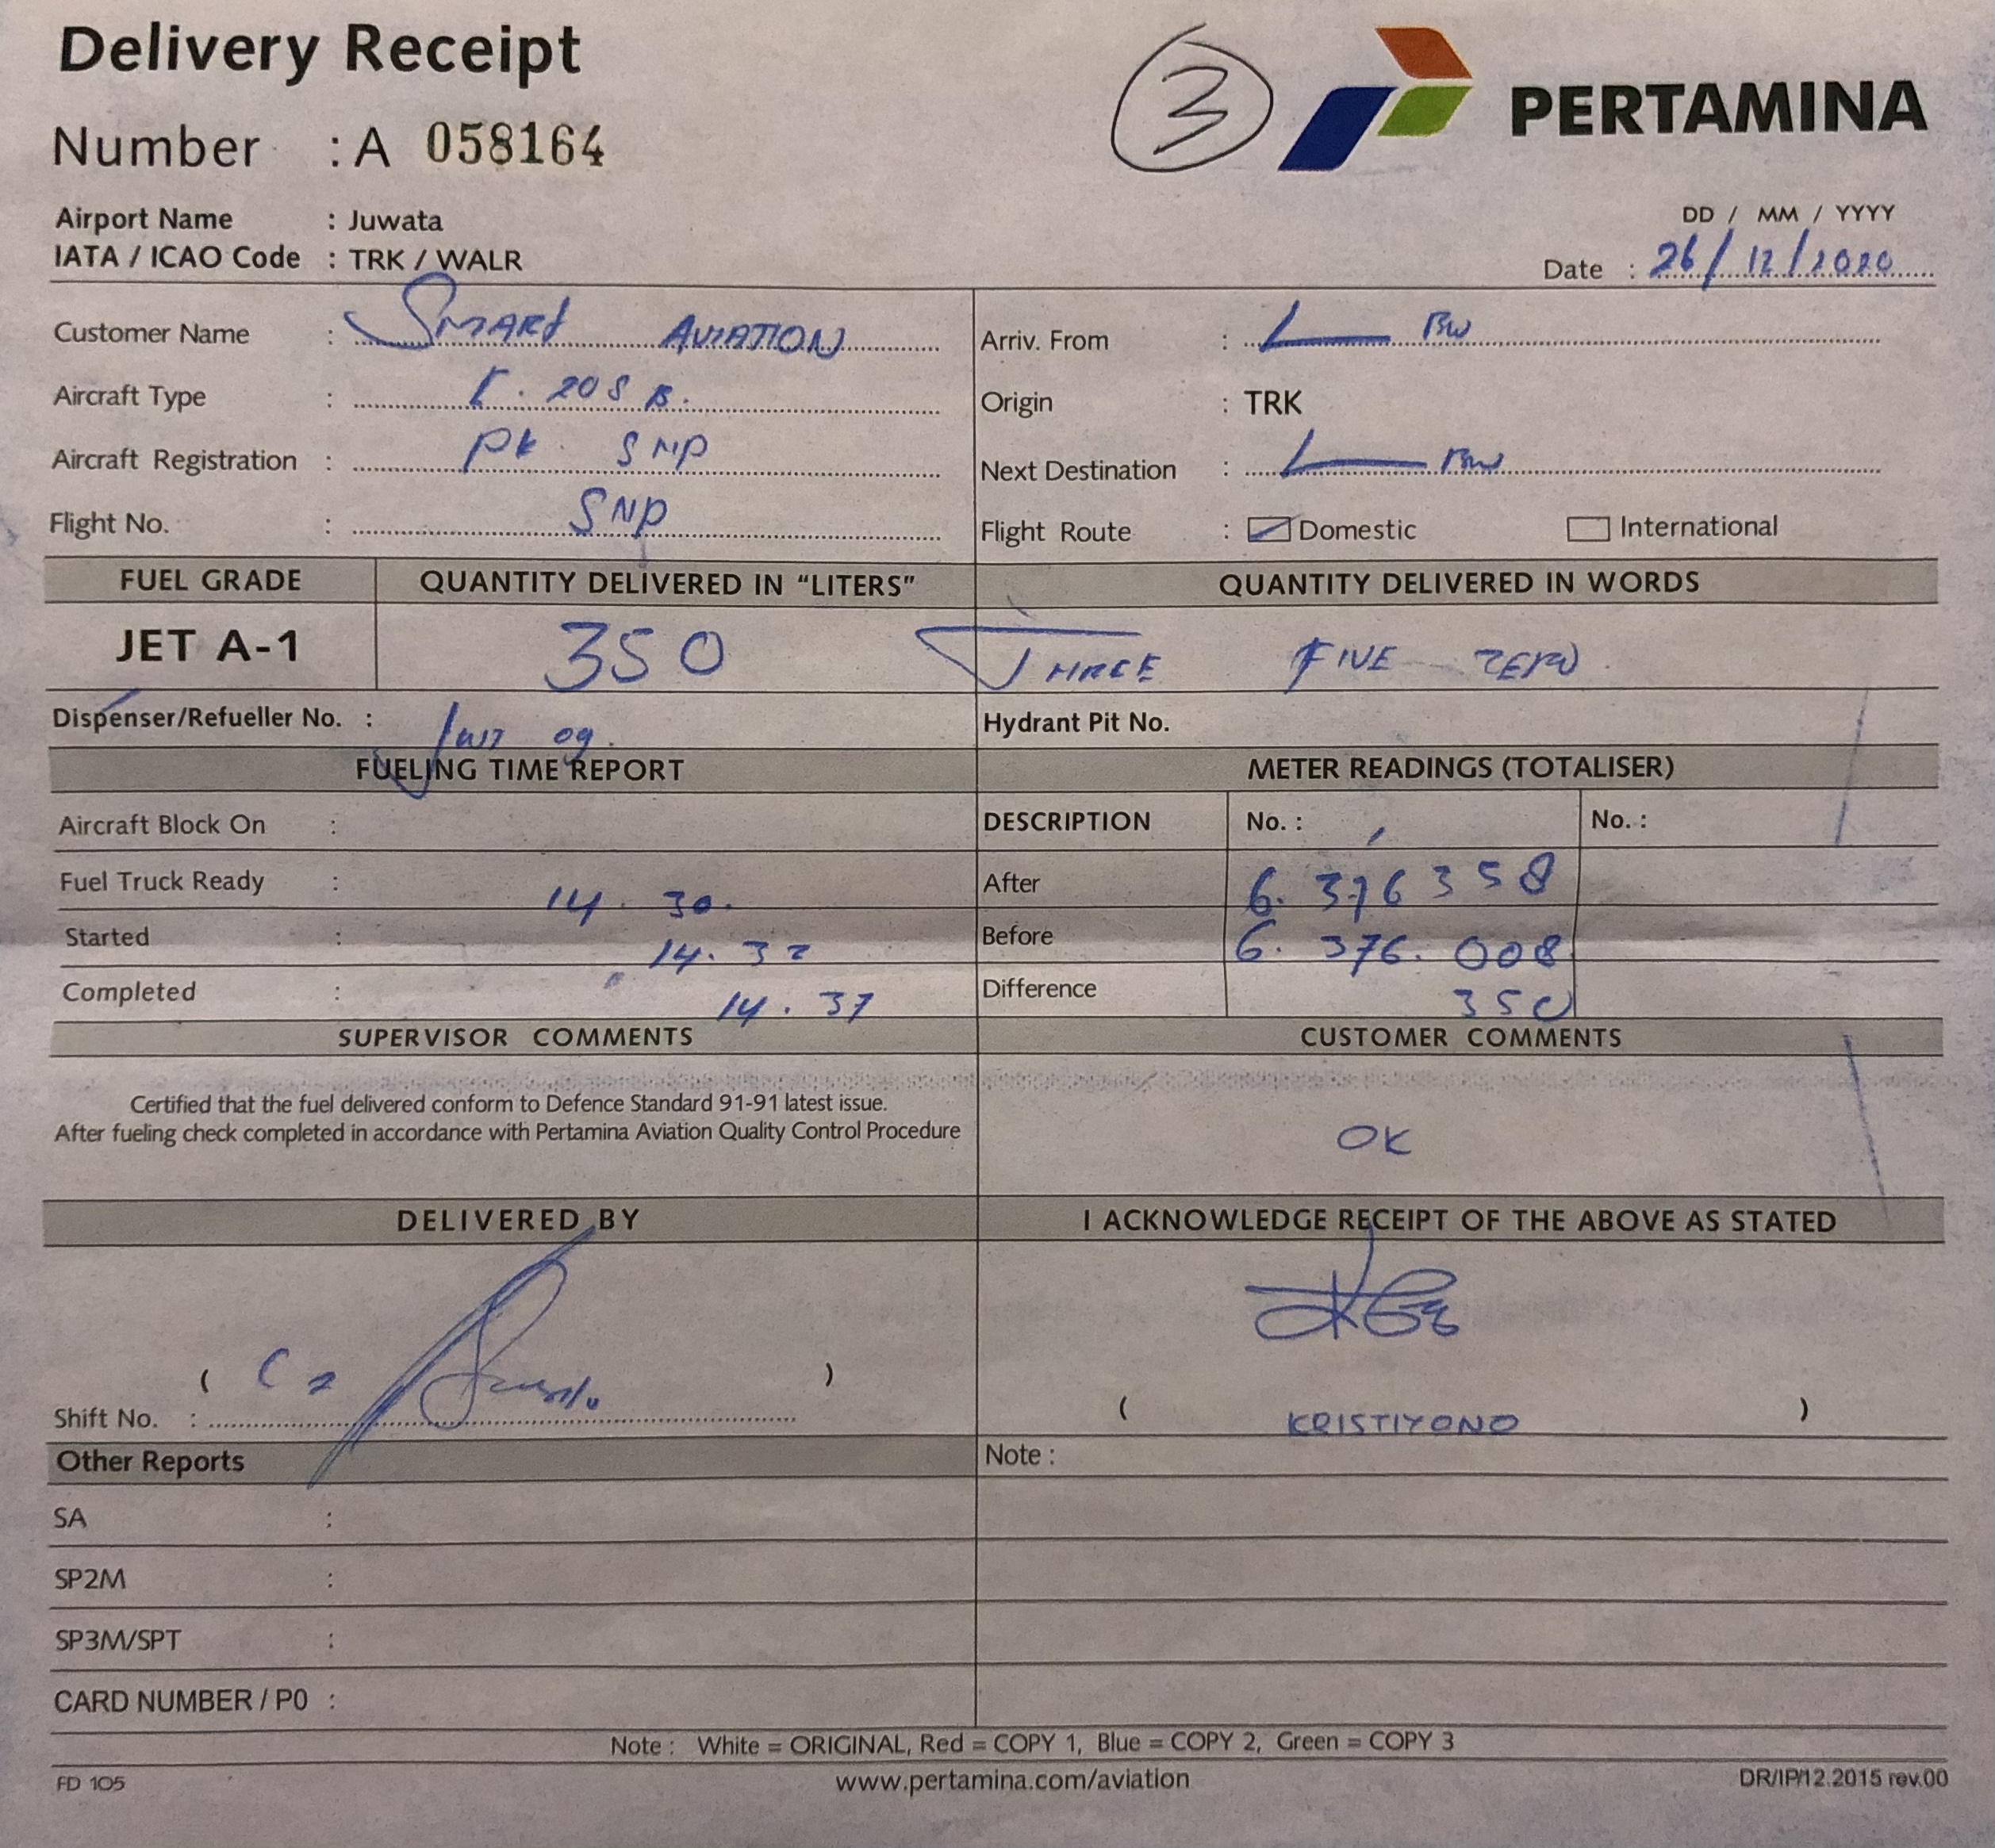 Delivery Receipt
3
PERTAMINA
Number : A 058164
Airport Name : Juwata
IATA / ICAO Code : TRK / WALR
DD / MM / YYYY
Date : 26/12/2020
Customer Name : SMART AVIATION
Arriv. From : BW
Aircraft Type : C. 208 B.
Origin : TRK
Aircraft Registration : PK SNP
Next Destination : BW
Flight No. : SNP
Flight Route : Domestic International
FUEL GRADE QUANTITY DELIVERED IN “LITERS” QUANTITY DELIVERED IN WORDS
JET A-1 350 THREE FIVE ZERO
Dispenser/Refueller No. : 09.
Hydrant Pit No.
FUELING TIME REPORT METER READINGS (TOTALISER)
Aircraft Block On :
DESCRIPTION No. : No. :
Fuel Truck Ready : 14. 30.
After 6. 376 358
Started : 14. 32
Before 6. 376. 008
Completed : 14. 37
Difference 350
SUPERVISOR COMMENTS CUSTOMER COMMENTS
Certified that the fuel delivered conform to Defence Standard 91-91 latest issue.
After fueling check completed in accordance with Pertamina Aviation Quality Control Procedure
OK
DELIVERED BY I ACKNOWLEDGE RECEIPT OF THE ABOVE AS STATED
( )
Shift No. :
( KRISTIYONO )
Other Reports
Note :
SA :
SP2M :
SP3M/SPT :
CARD NUMBER / P0 :
Note : White = ORIGINAL, Red = COPY 1, Blue = COPY 2, Green = COPY 3
FD 105 www.pertamina.com/aviation DR/IP/12.2015 rev.00